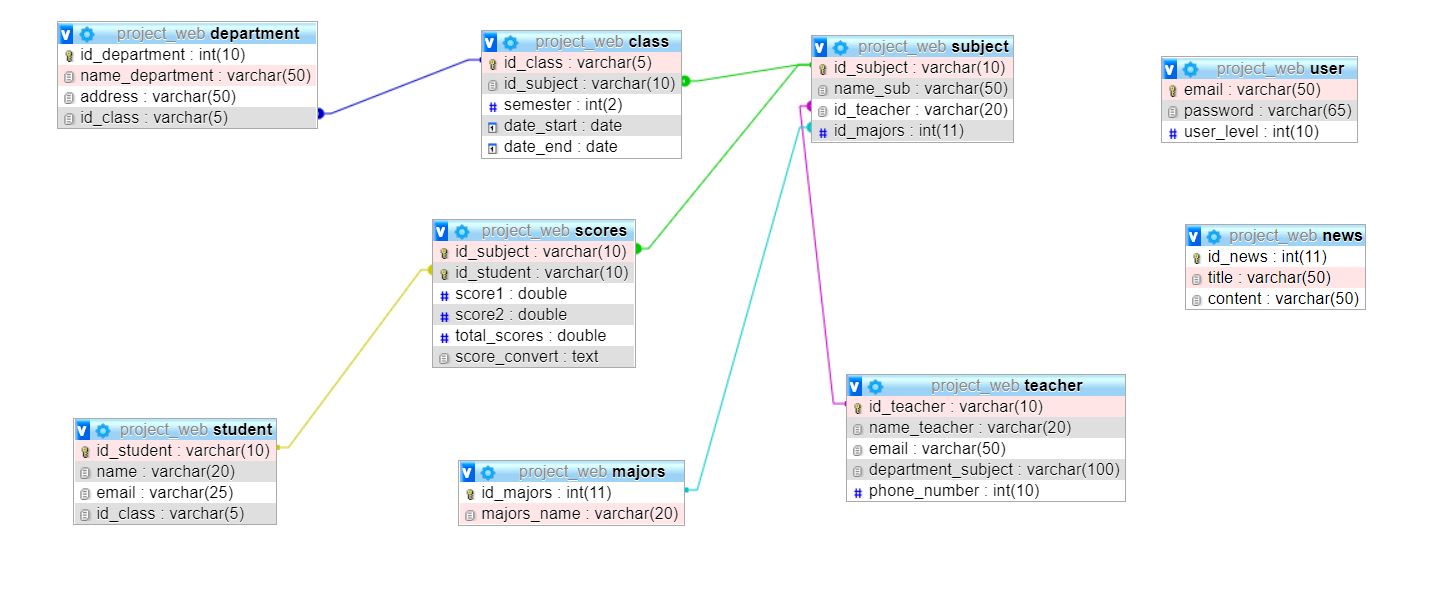 project_web department
id_department : int(10)
name_department : varchar(50)
address : varchar(50)
id_class : varchar(5)
project_web class
id_class : varchar(5)
id_subject : varchar(10)
semester : int(2)
date_start : date
date_end : date
project_web subject
id_subject : varchar(10)
name_sub : varchar(50)
id_teacher : varchar(20)
id_majors : int(11)
project_web user
email : varchar(50)
password : varchar(65)
user_level : int(10)
project_web scores
id_subject : varchar(10)
id_student : varchar(10)
score1 : double
score2 : double
total_scores : double
score_convert : text
project_web news
id_news : int(11)
title : varchar(50)
content : varchar(50)
project_web student
id_student : varchar(10)
name : varchar(20)
email : varchar(25)
id_class : varchar(5)
project_web majors
id_majors : int(11)
majors_name : varchar(20)
project_web teacher
id_teacher : varchar(10)
name_teacher : varchar(20)
email : varchar(50)
department_subject : varchar(100)
phone_number : int(10)